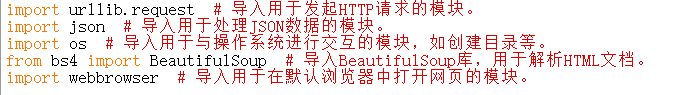 import urllib.request  # 导入用于发起HTTP请求的模块。
import json  # 导入用于处理JSON数据的模块。
import os  # 导入用于与操作系统进行交互的模块，如创建目录等。
from bs4 import BeautifulSoup  # 导入BeautifulSoup库，用于解析HTML文档。
import webbrowser  # 导入用于在默认浏览器中打开网页的模块。